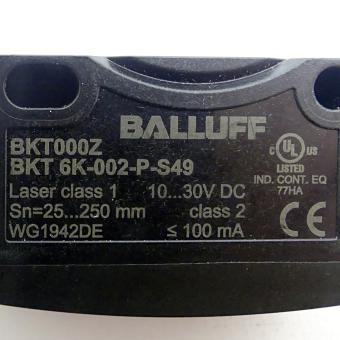 BALLUFF
BKT000Z
BKT 6K-002-P-S49
Laser class 1 10...30V DC
Sn=25...250 mm class 2
WG1942DE ≤ 100 mA
C UL US
LISTED
IND. CONT. EQ
77HA